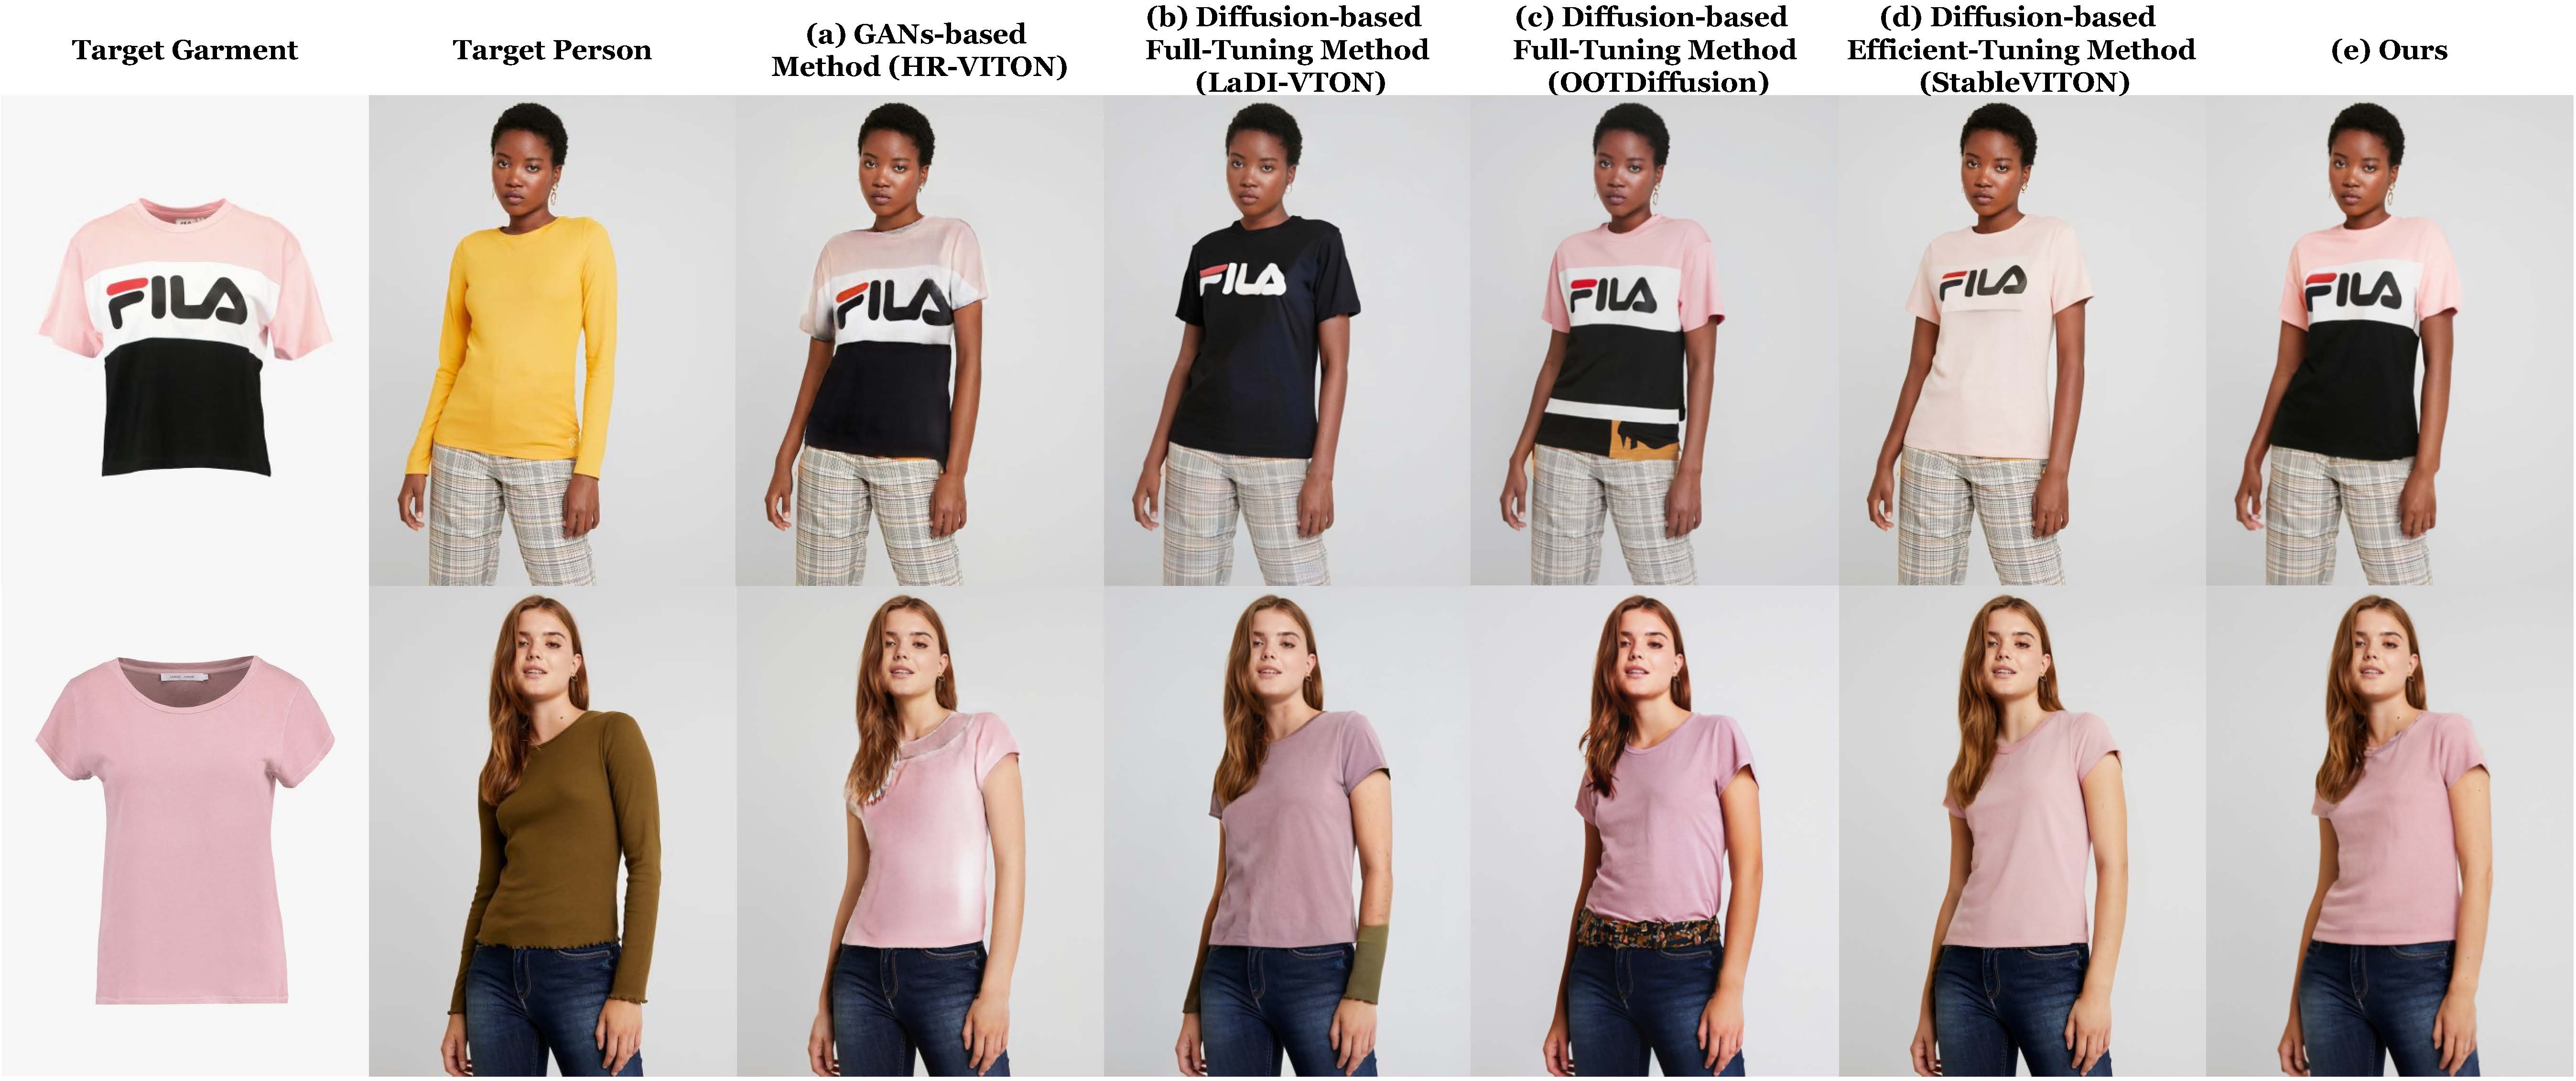 Target Garment
Target Person
(a) GANs-based
Method (HR-VITON)
(b) Diffusion-based
Full-Tuning Method
(LaDI-VTON)
(c) Diffusion-based
Full-Tuning Method
(OOTDiffusion)
(d) Diffusion-based
Efficient-Tuning Method
(StableVITON)
(e) Ours
FILA
FILA
FILA
FILA
FILA
FILA